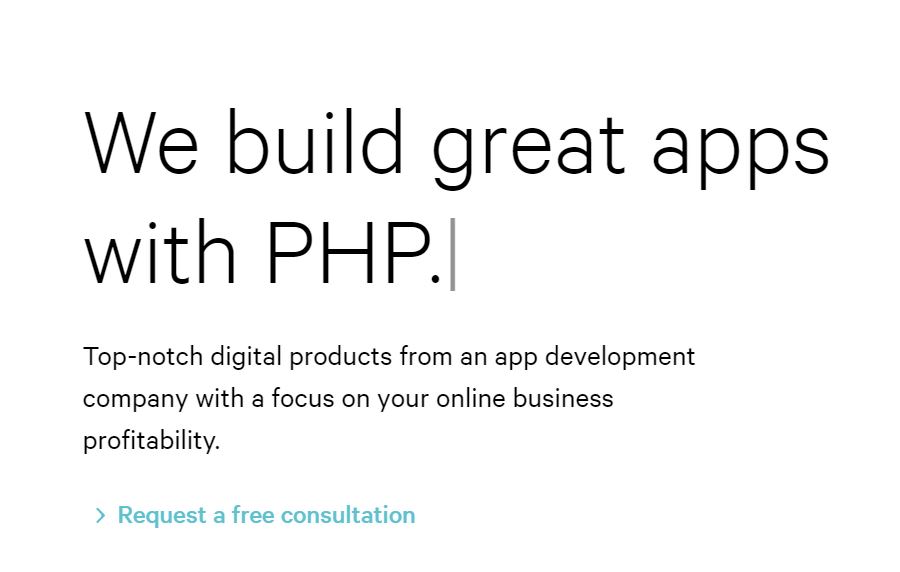 We build great apps
with PHP.
Top-notch digital products from an app development
company with a focus on your online business
profitability.
Request a free consultation